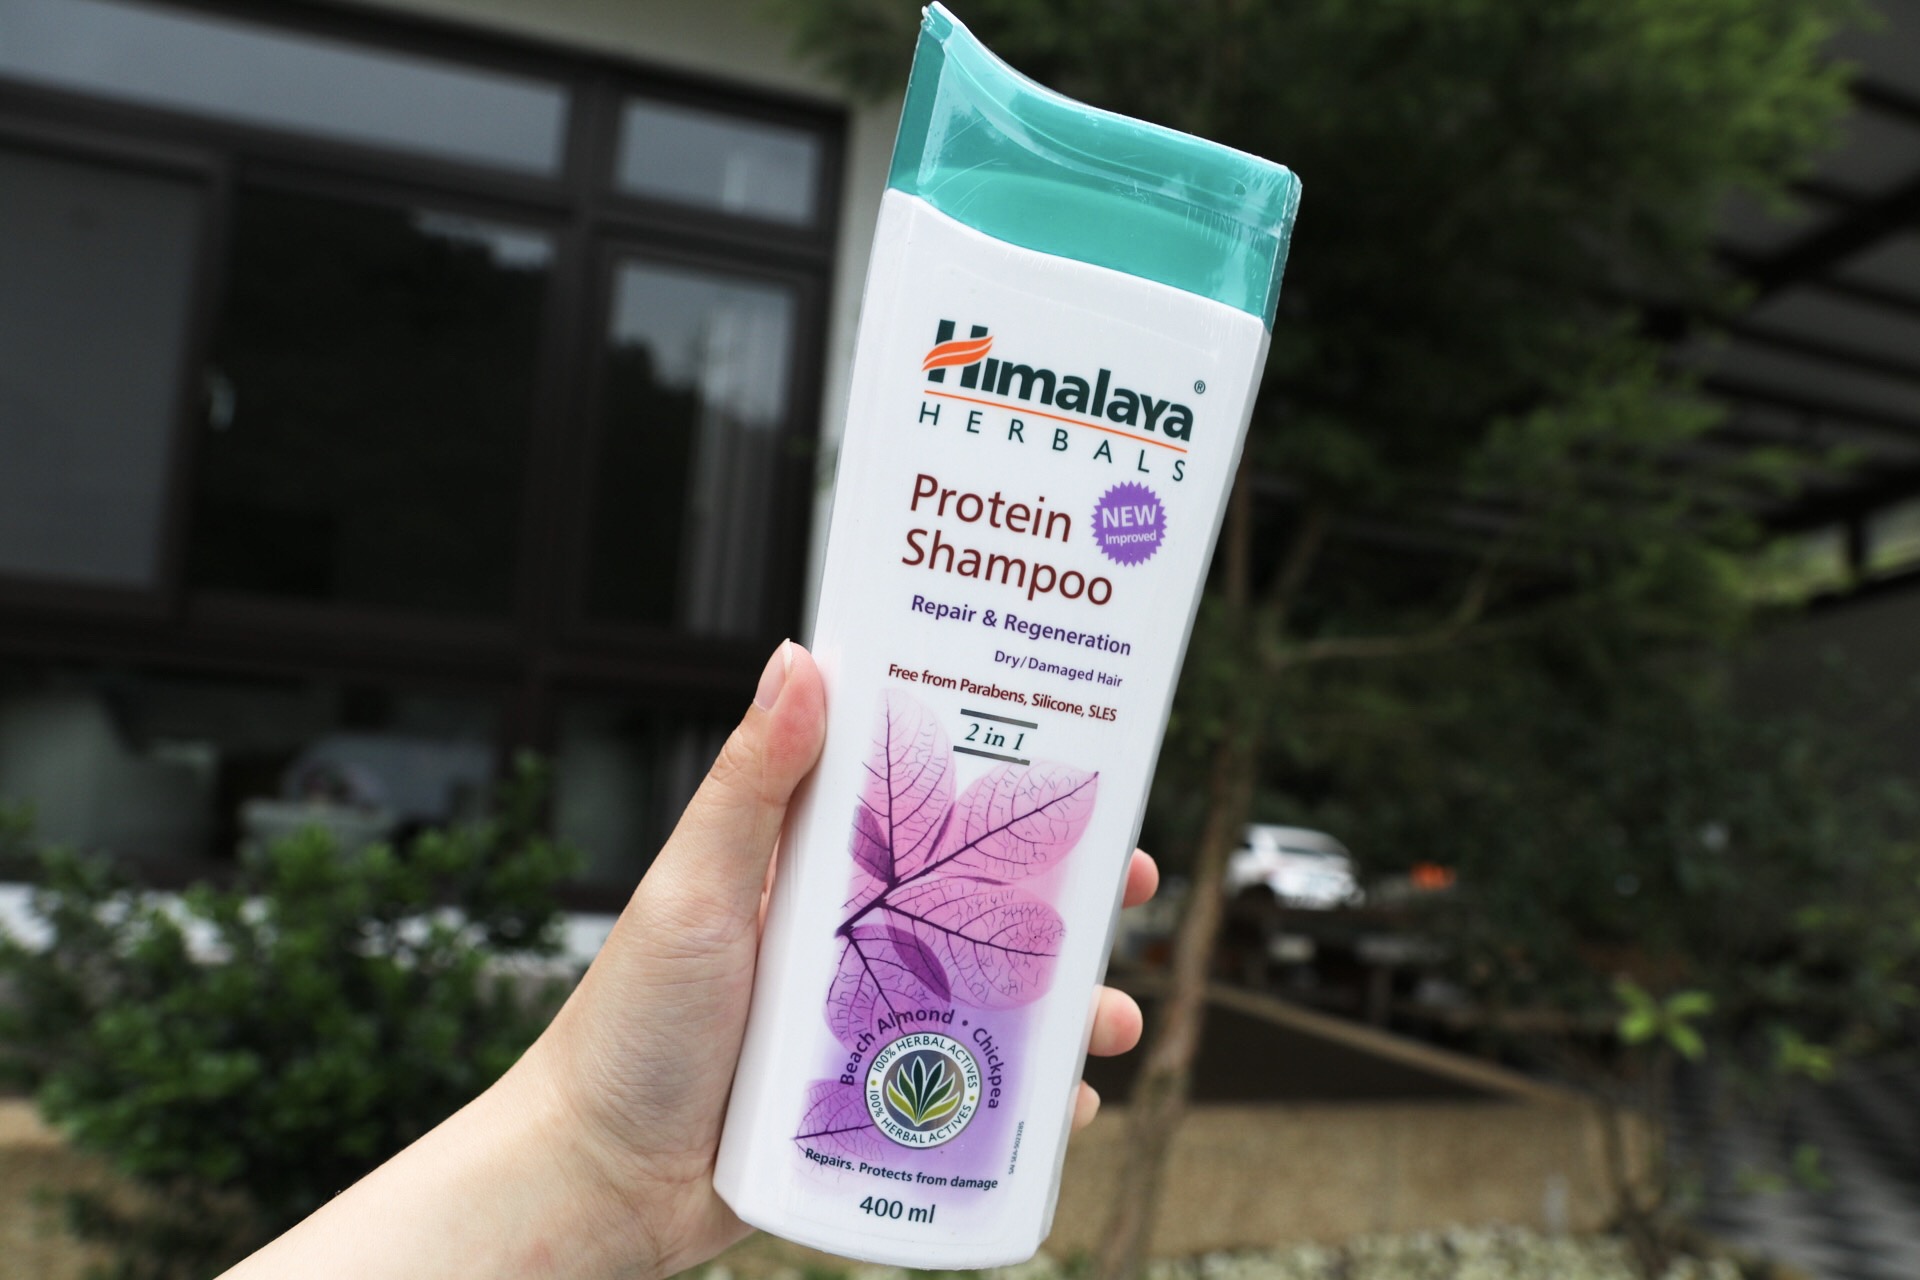 Himalaya®
HERBALS
Protein
Shampoo
NEW
Improved
Repair & Regeneration
Dry/Damaged Hair
Free from Parabens, Silicone, SLES
2 in 1
Beach Almond • Chickpea
100% HERBAL ACTIVES •
100% HERBAL ACTIVES •
Repairs. Protects from damage
400 ml